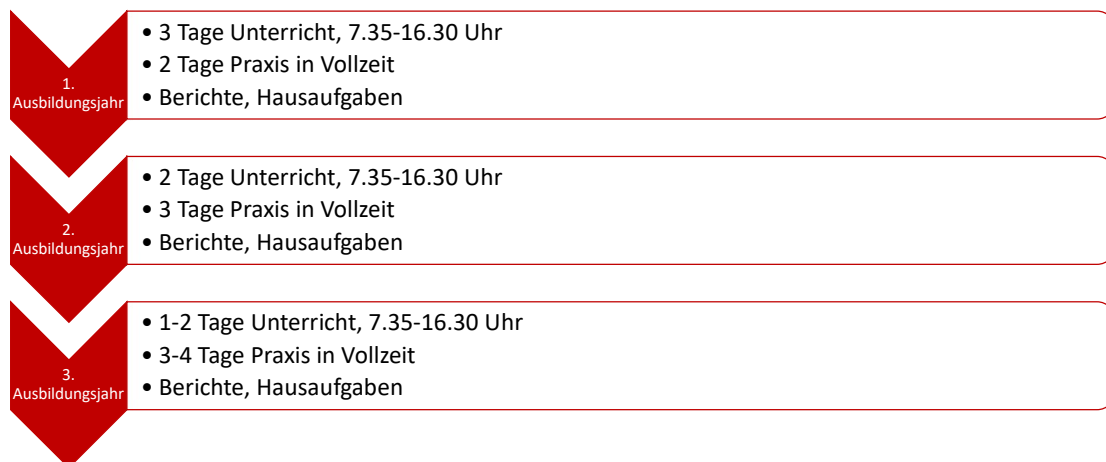 1.
Ausbildungsjahr
• 3 Tage Unterricht, 7.35-16.30 Uhr
• 2 Tage Praxis in Vollzeit
• Berichte, Hausaufgaben
2.
Ausbildungsjahr
• 2 Tage Unterricht, 7.35-16.30 Uhr
• 3 Tage Praxis in Vollzeit
• Berichte, Hausaufgaben
3.
Ausbildungsjahr
• 1-2 Tage Unterricht, 7.35-16.30 Uhr
• 3-4 Tage Praxis in Vollzeit
• Berichte, Hausaufgaben